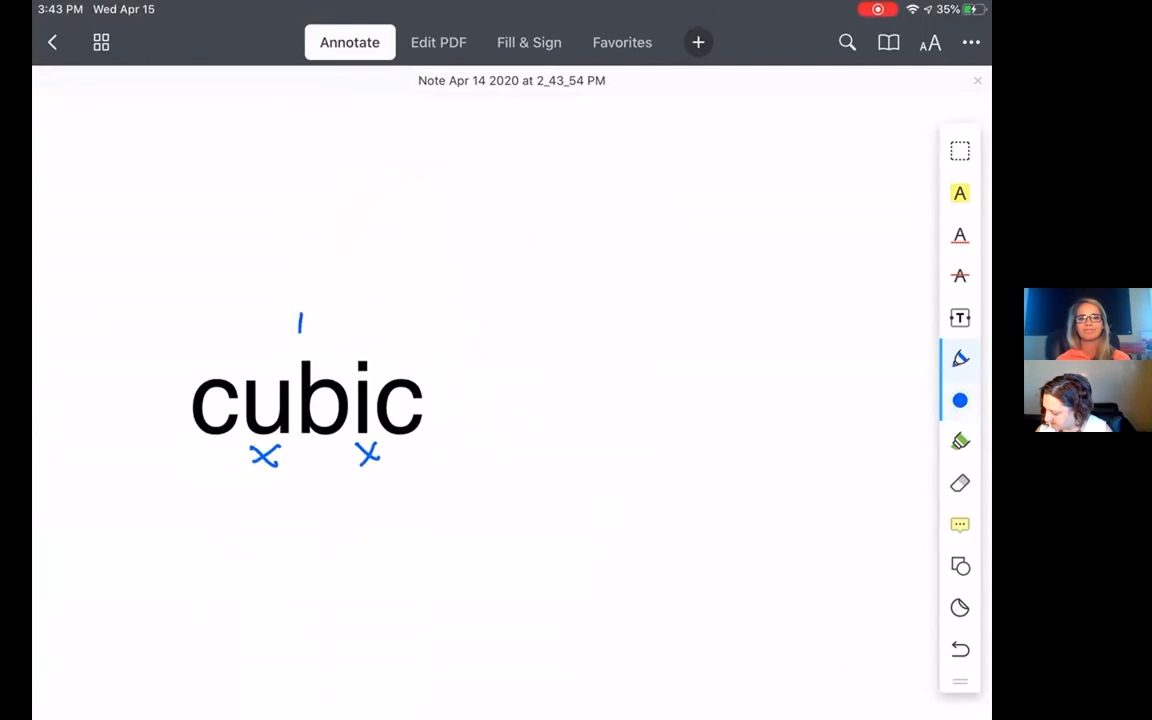 3:43 PM Wed Apr 15 35%
Annotate Edit PDF Fill & Sign Favorites
AA
Note Apr 14 2020 at 2_43_54 PM
A
A
A
T
cubic
x x